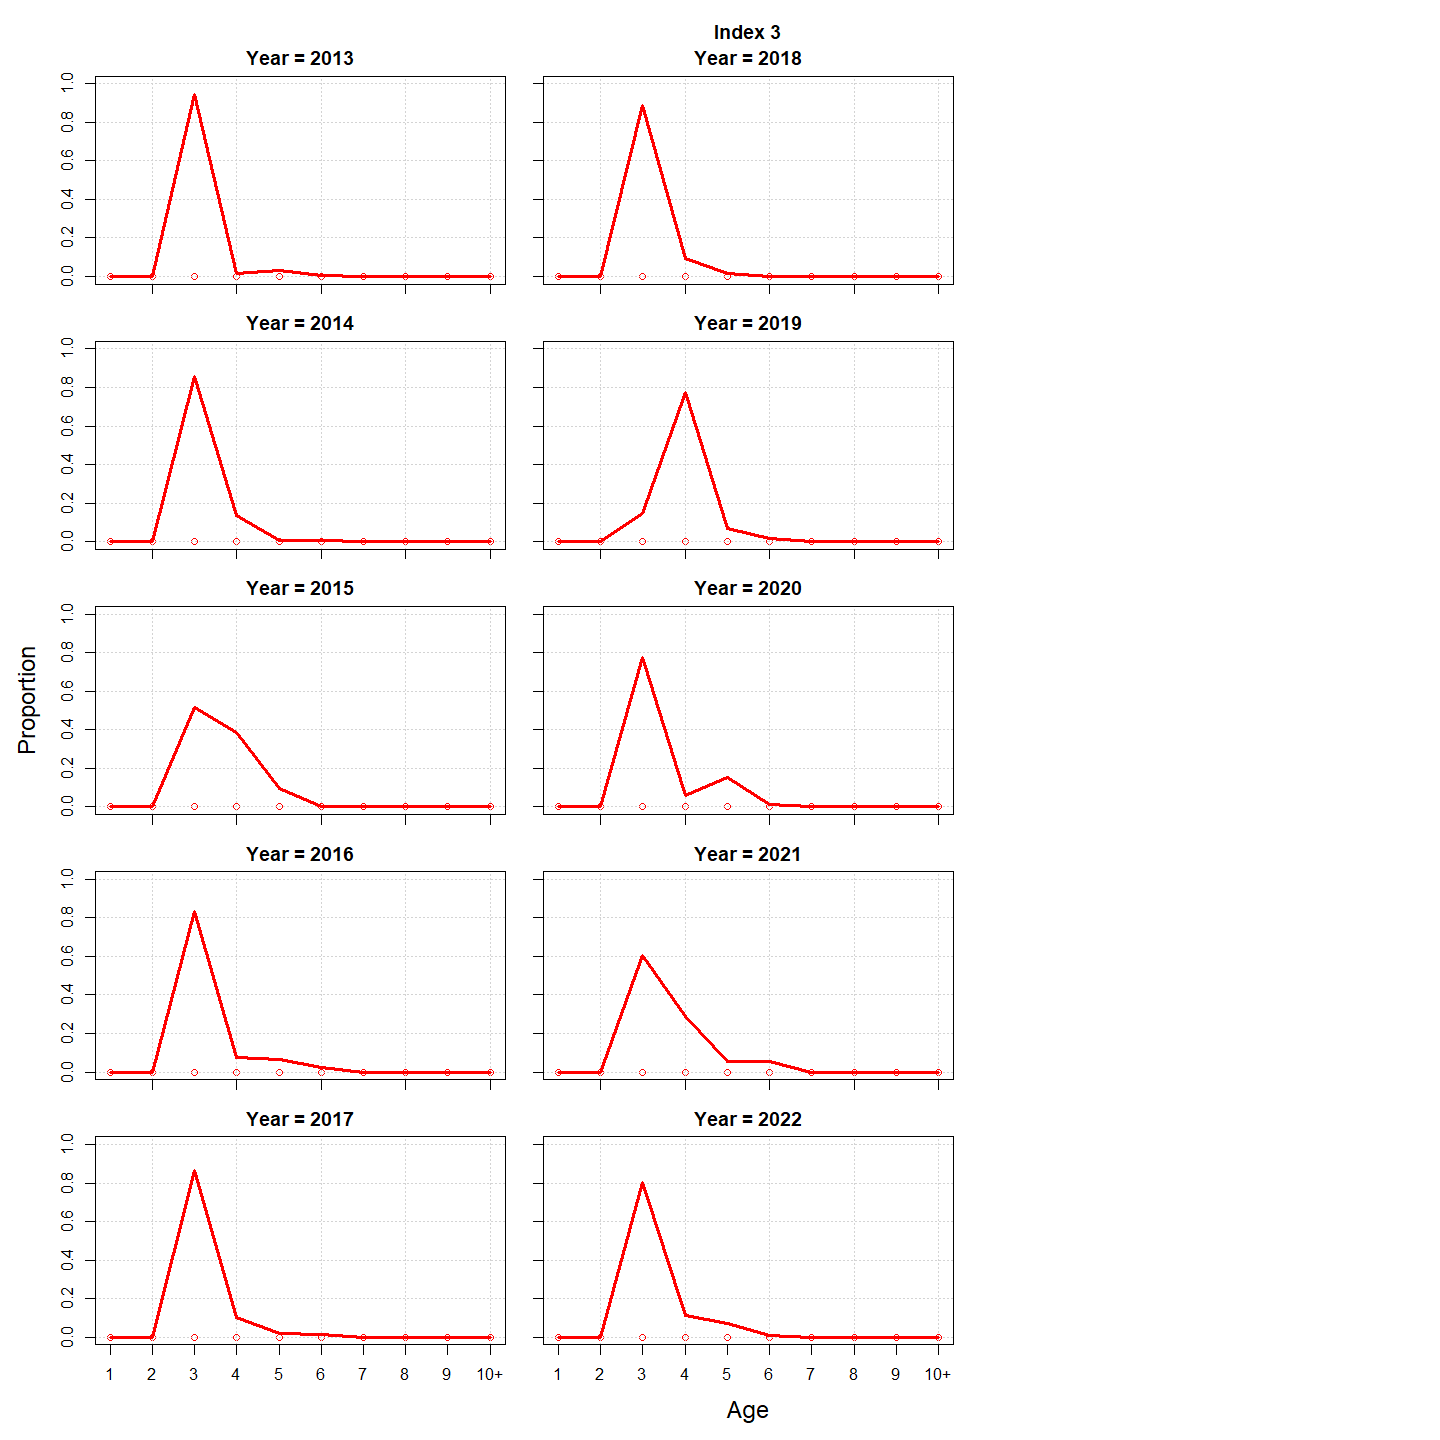 Index 3
Year = 2013
Year = 2018
1.0
0.8
0.6
0.4
0.2
0.0
Year = 2014
Year = 2019
1.0
0.8
0.6
0.4
0.2
0.0
Year = 2015
Year = 2020
1.0
0.8
0.6
0.4
0.2
0.0
Proportion
Year = 2016
Year = 2021
1.0
0.8
0.6
0.4
0.2
0.0
Year = 2017
Year = 2022
1.0
0.8
0.6
0.4
0.2
0.0
1 2 3 4 5 6 7 8 9 10+
1 2 3 4 5 6 7 8 9 10+
Age